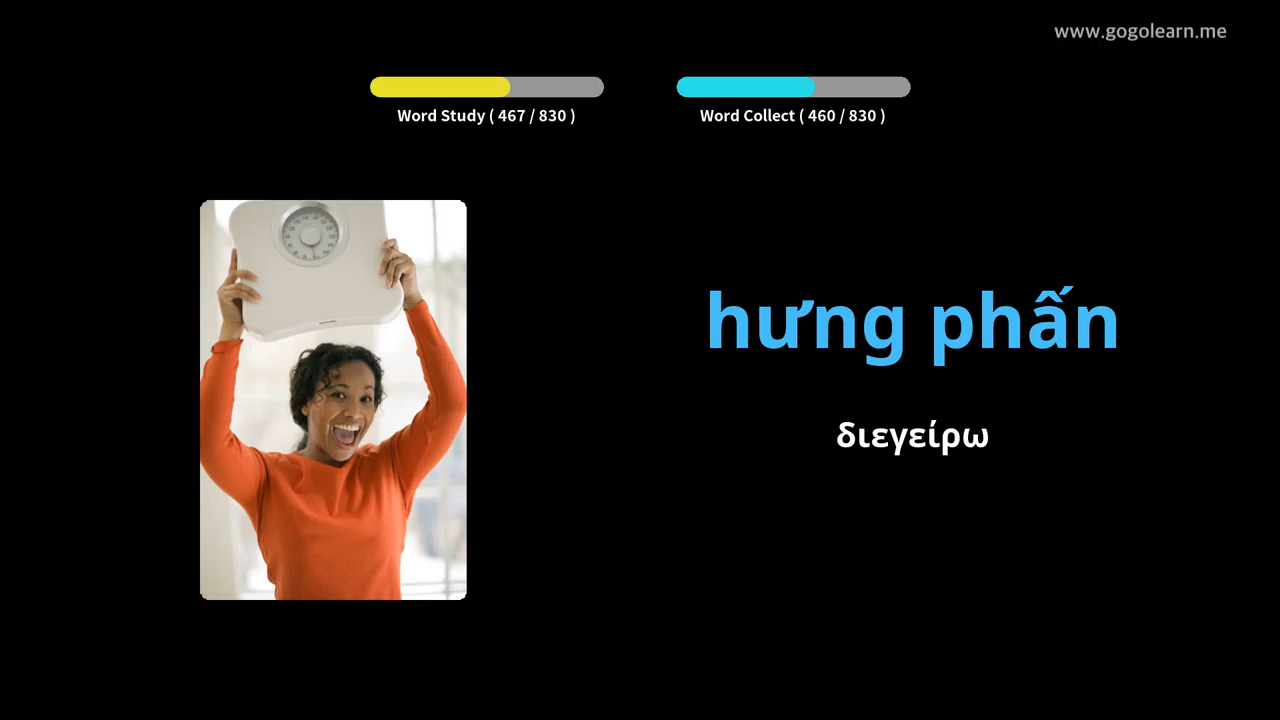 www.gogolearn.me
Word Study ( 467 / 830 )
Word Collect ( 460 / 830 )
hưng phấn
διεγείρω